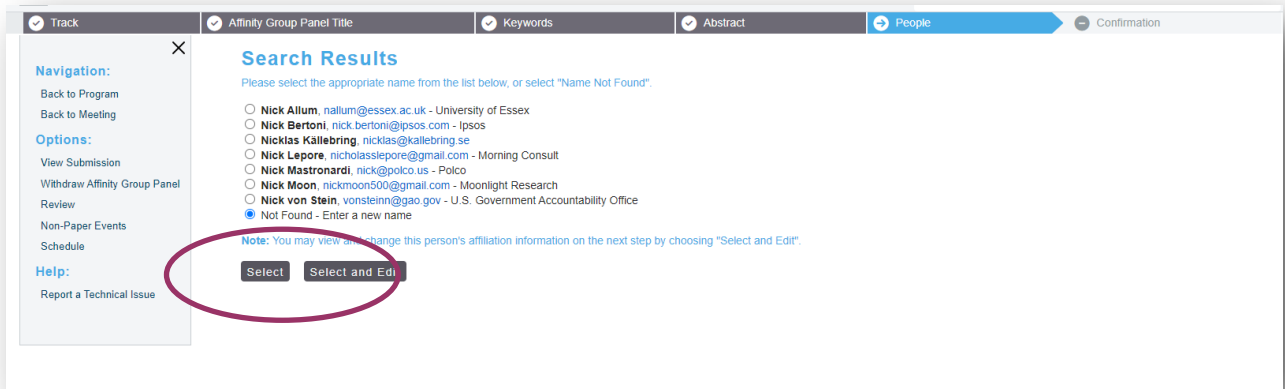 Track
Affinity Group Panel Title
Keywords
Abstract
People
Confirmation
Navigation:
Back to Program
Back to Meeting
Options:
View Submission
Withdraw Affinity Group Panel
Review
Non-Paper Events
Schedule
Help:
Report a Technical Issue
Search Results
Please select the appropriate name from the list below, or select "Name Not Found".
Nick Allum, nallum@essex.ac.uk - University of Essex
Nick Bertoni, nick.bertoni@ipsos.com - Ipsos
Nicklas Källebring, nicklas@kallebring.se
Nick Lepore, nicholasslepore@gmail.com - Morning Consult
Nick Mastronardi, nick@polco.us - Polco
Nick Moon, nickmoon500@gmail.com - Moonlight Research
Nick von Stein, vonsteinn@gao.gov - U.S. Government Accountability Office
Not Found - Enter a new name
Note: You may view and change this person's affiliation information on the next step by choosing "Select and Edit".
Select
Select and Edit